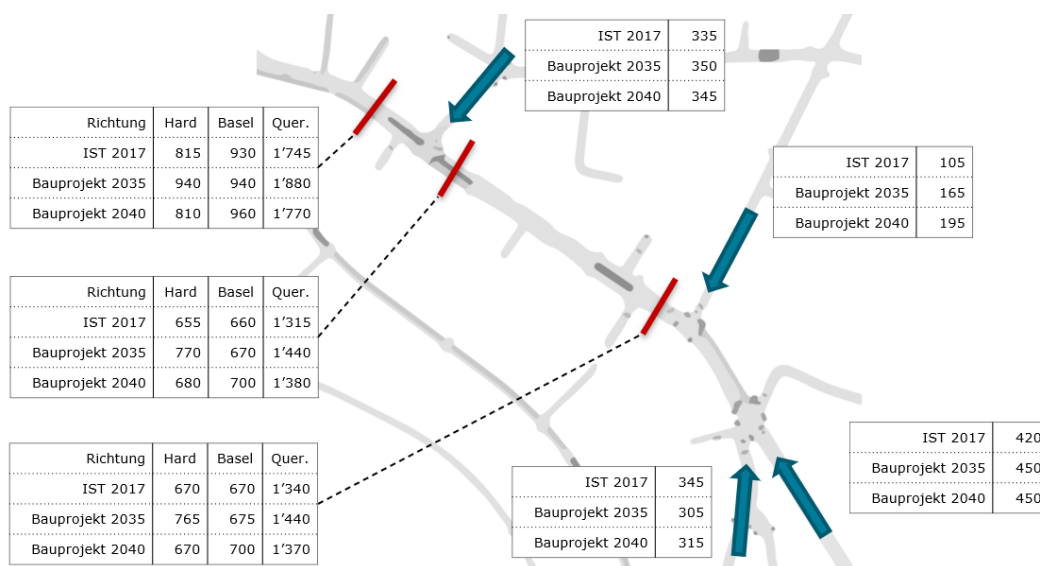 IST 2017 335
Bauprojekt 2035 350
Bauprojekt 2040 345
Richtung Hard Basel Quer.
IST 2017 815 930 1’745
Bauprojekt 2035 940 940 1’880
Bauprojekt 2040 810 960 1’770
IST 2017 105
Bauprojekt 2035 165
Bauprojekt 2040 195
Richtung Hard Basel Quer.
IST 2017 655 660 1’315
Bauprojekt 2035 770 670 1’440
Bauprojekt 2040 680 700 1’380
Richtung Hard Basel Quer.
IST 2017 670 670 1’340
Bauprojekt 2035 765 675 1’440
Bauprojekt 2040 670 700 1’370
IST 2017 345
Bauprojekt 2035 305
Bauprojekt 2040 315
IST 2017 420
Bauprojekt 2035 450
Bauprojekt 2040 450